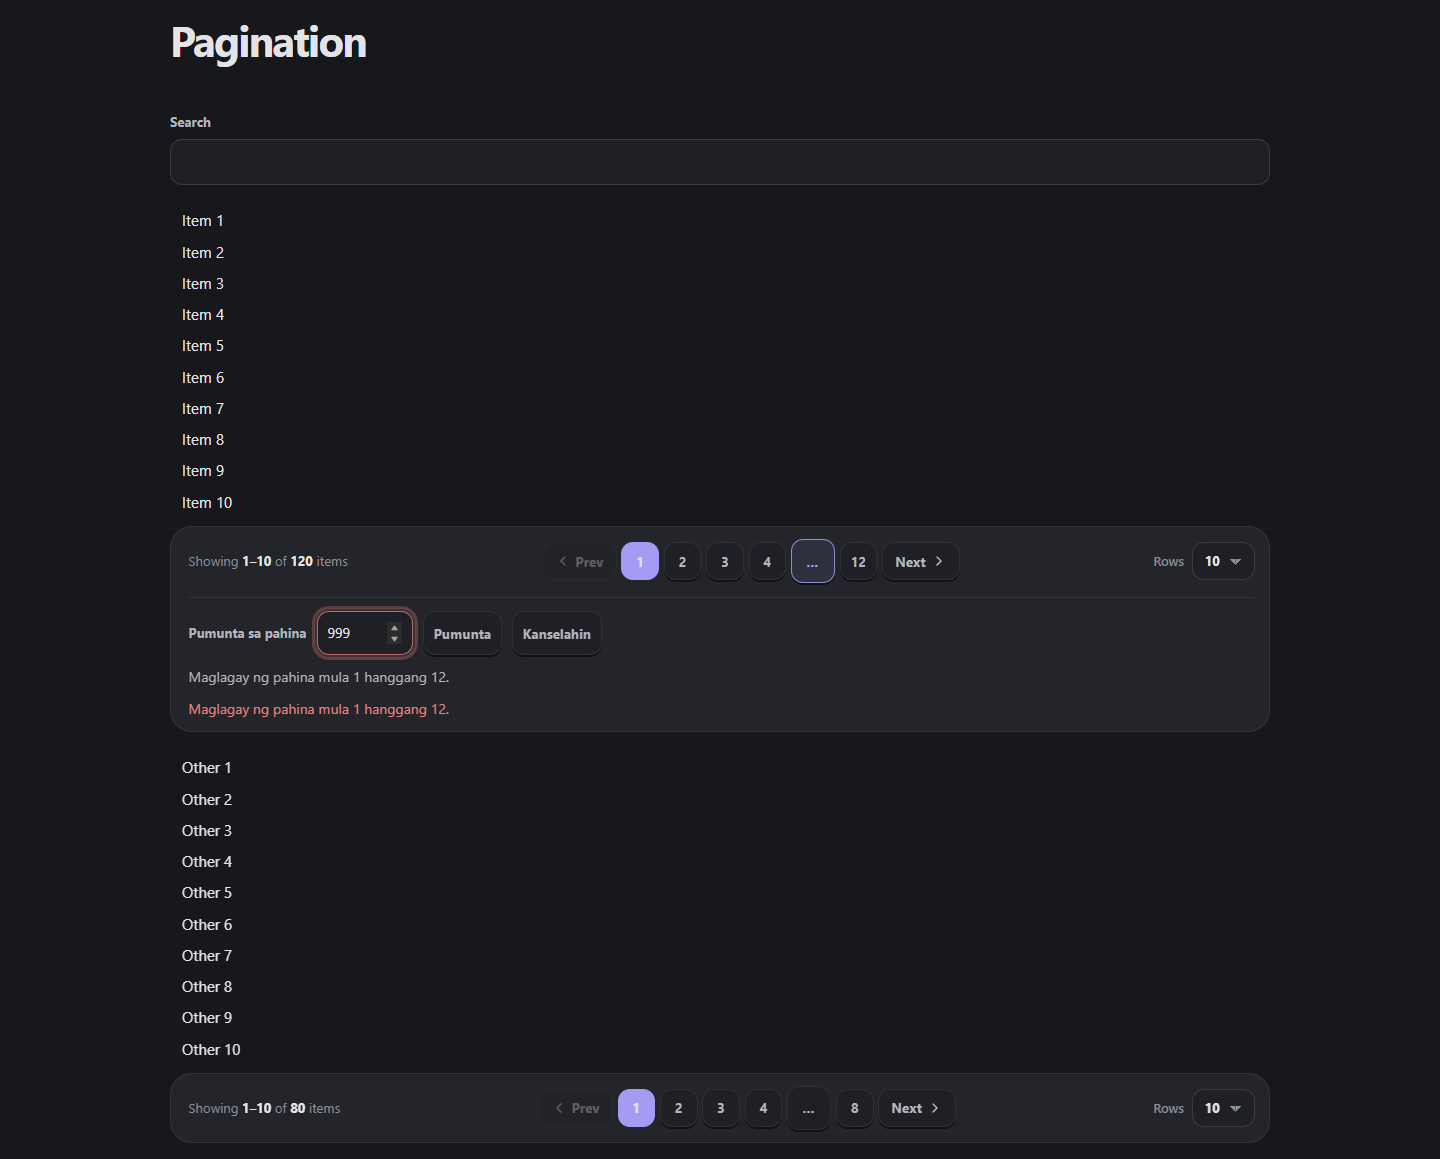 Pagination
Search
Item 1
Item 2
Item 3
Item 4
Item 5
Item 6
Item 7
Item 8
Item 9
Item 10
Showing 1–10 of 120 items Prev 1 2 3 4 ... 12 Next Rows 10
Pumunta sa pahina 999 Pumunta Kanselahin
Maglagay ng pahina mula 1 hanggang 12.
Maglagay ng pahina mula 1 hanggang 12.
Other 1
Other 2
Other 3
Other 4
Other 5
Other 6
Other 7
Other 8
Other 9
Other 10
Showing 1–10 of 80 items Prev 1 2 3 4 ... 8 Next Rows 10